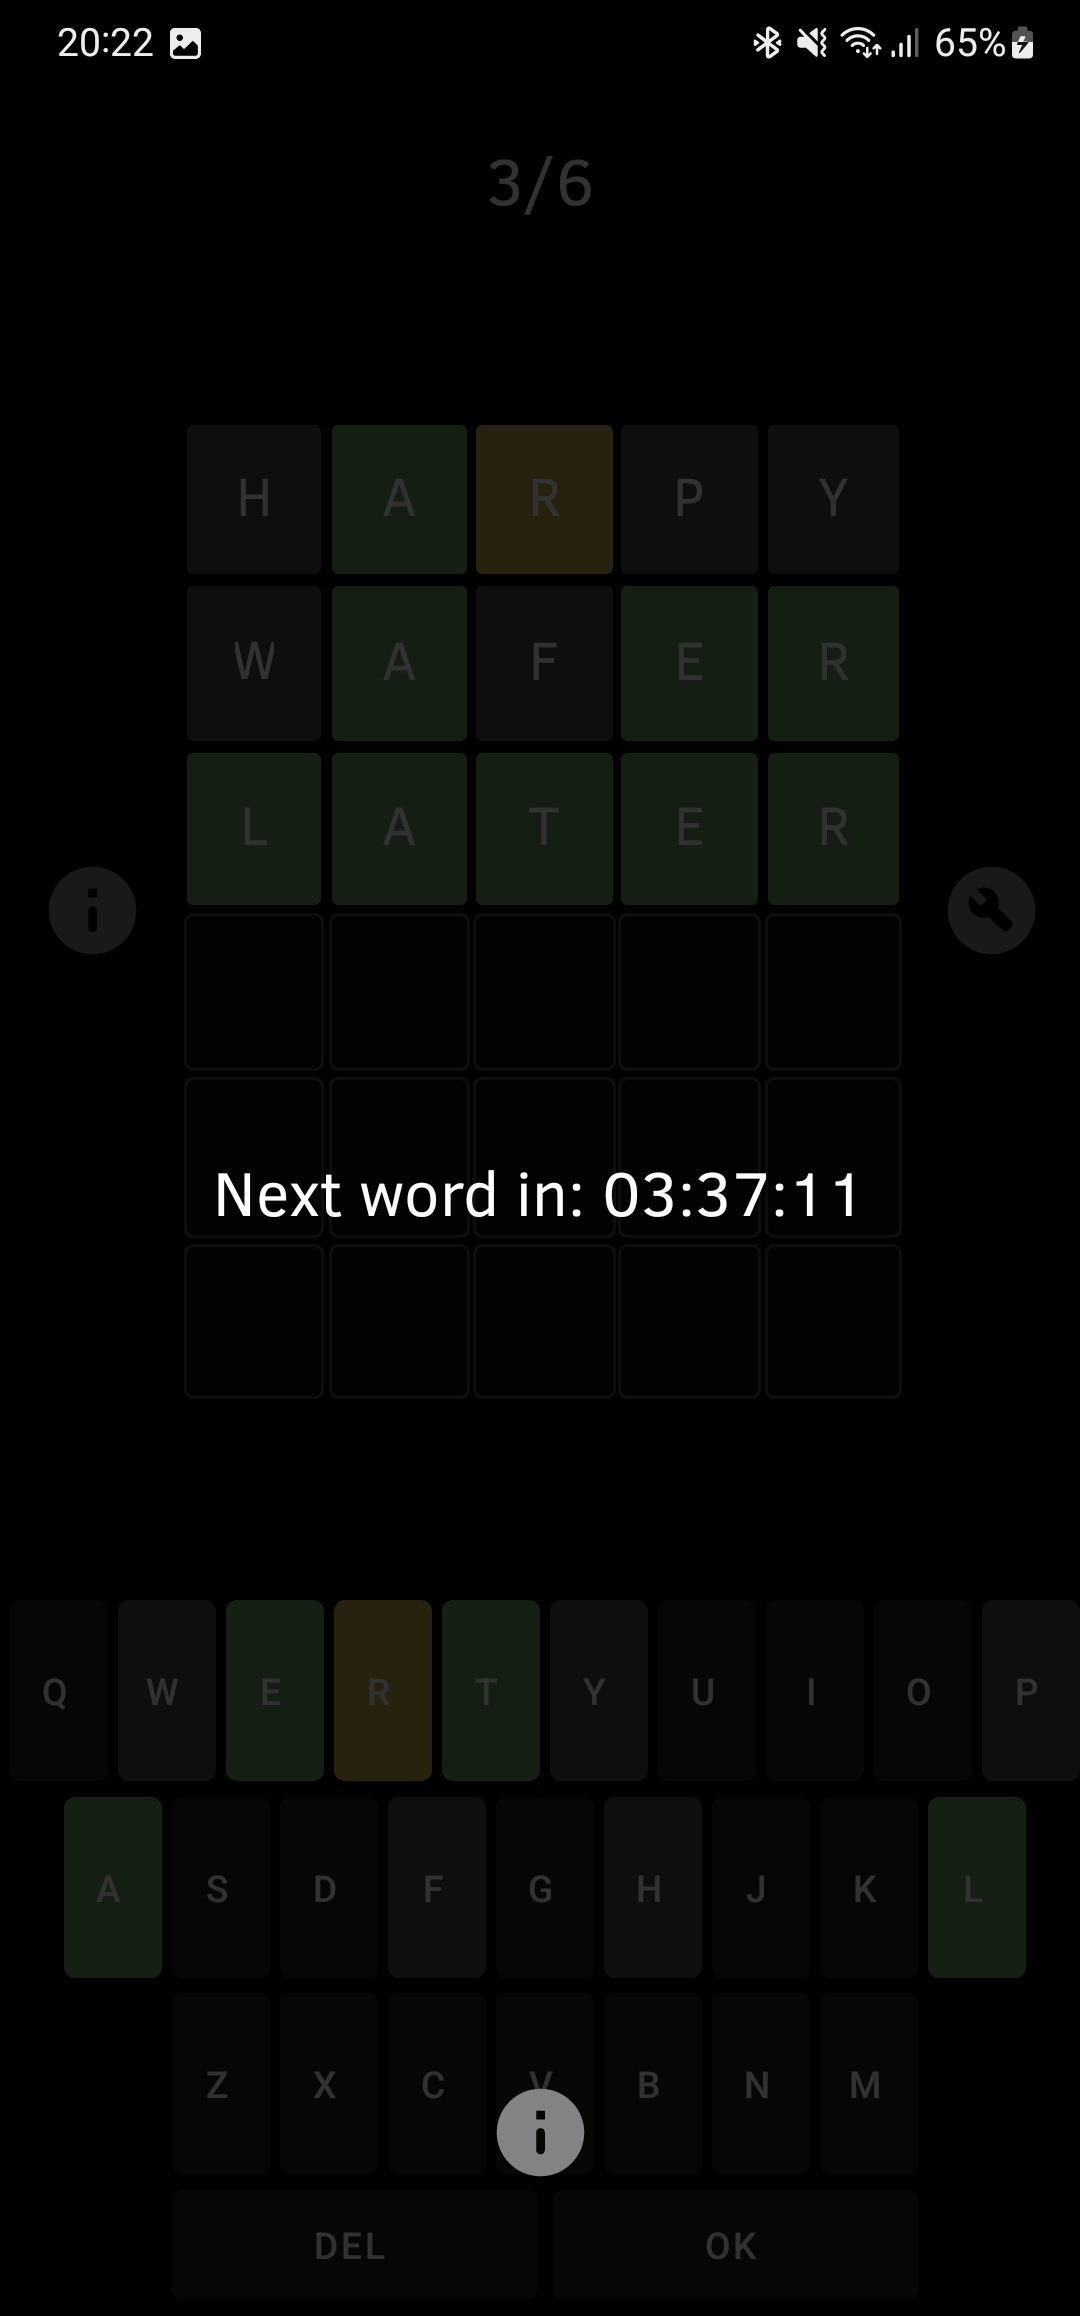 20:22 65%
3/6
H A R P Y
W A F E R
L A T E R
Next word in: 03:37:11
Q W E R T Y U I O P
A S D F G H J K L
Z X C V B N M
DEL OK